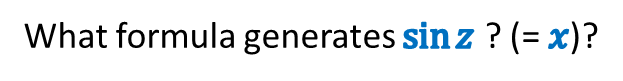 What formula generates sin z ? (= x)?